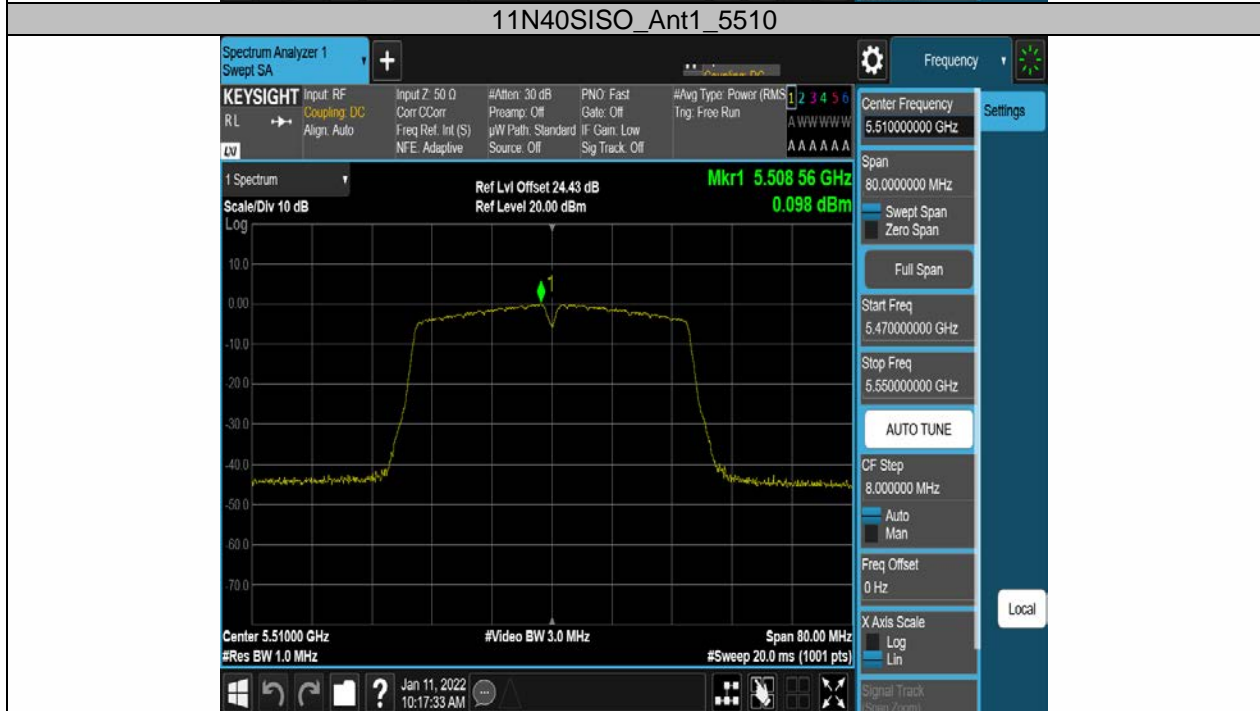 11N40SISO_Ant1_5510
Spectrum Analyzer 1
Swept SA
Frequency
KEYSIGHT
RL
LXI
Input: RF
Coupling: DC
Align: Auto
Input Z: 50 Ω
Corr CCorr
Freq Ref: Int (S)
NFE: Adaptive
#Atten: 30 dB
Preamp: Off
µW Path: Standard
Source: Off
PNO: Fast
Gate: Off
IF Gain: Low
Sig Track: Off
#Avg Type: Power (RMS
Trig: Free Run
1 2 3 4 5 6
A W W W W W
A A A A A A
1 Spectrum
Scale/Div 10 dB
Log
Ref Lvl Offset 24.43 dB
Ref Level 20.00 dBm
Mkr1 5.508 56 GHz
0.098 dBm
10.0
0.00
-10.0
-20.0
-30.0
-40.0
-50.0
-60.0
-70.0
1
Center 5.51000 GHz
#Res BW 1.0 MHz
#Video BW 3.0 MHz
Span 80.00 MHz
#Sweep 20.0 ms (1001 pts)
Center Frequency
5.510000000 GHz
Span
80.0000000 MHz
Swept Span
Zero Span
Full Span
Start Freq
5.470000000 GHz
Stop Freq
5.550000000 GHz
AUTO TUNE
CF Step
8.000000 MHz
Auto
Man
Freq Offset
0 Hz
X Axis Scale
Log
Lin
Signal Track
(Span Zoom)
Settings
Local
?
Jan 11, 2022
10:17:33 AM